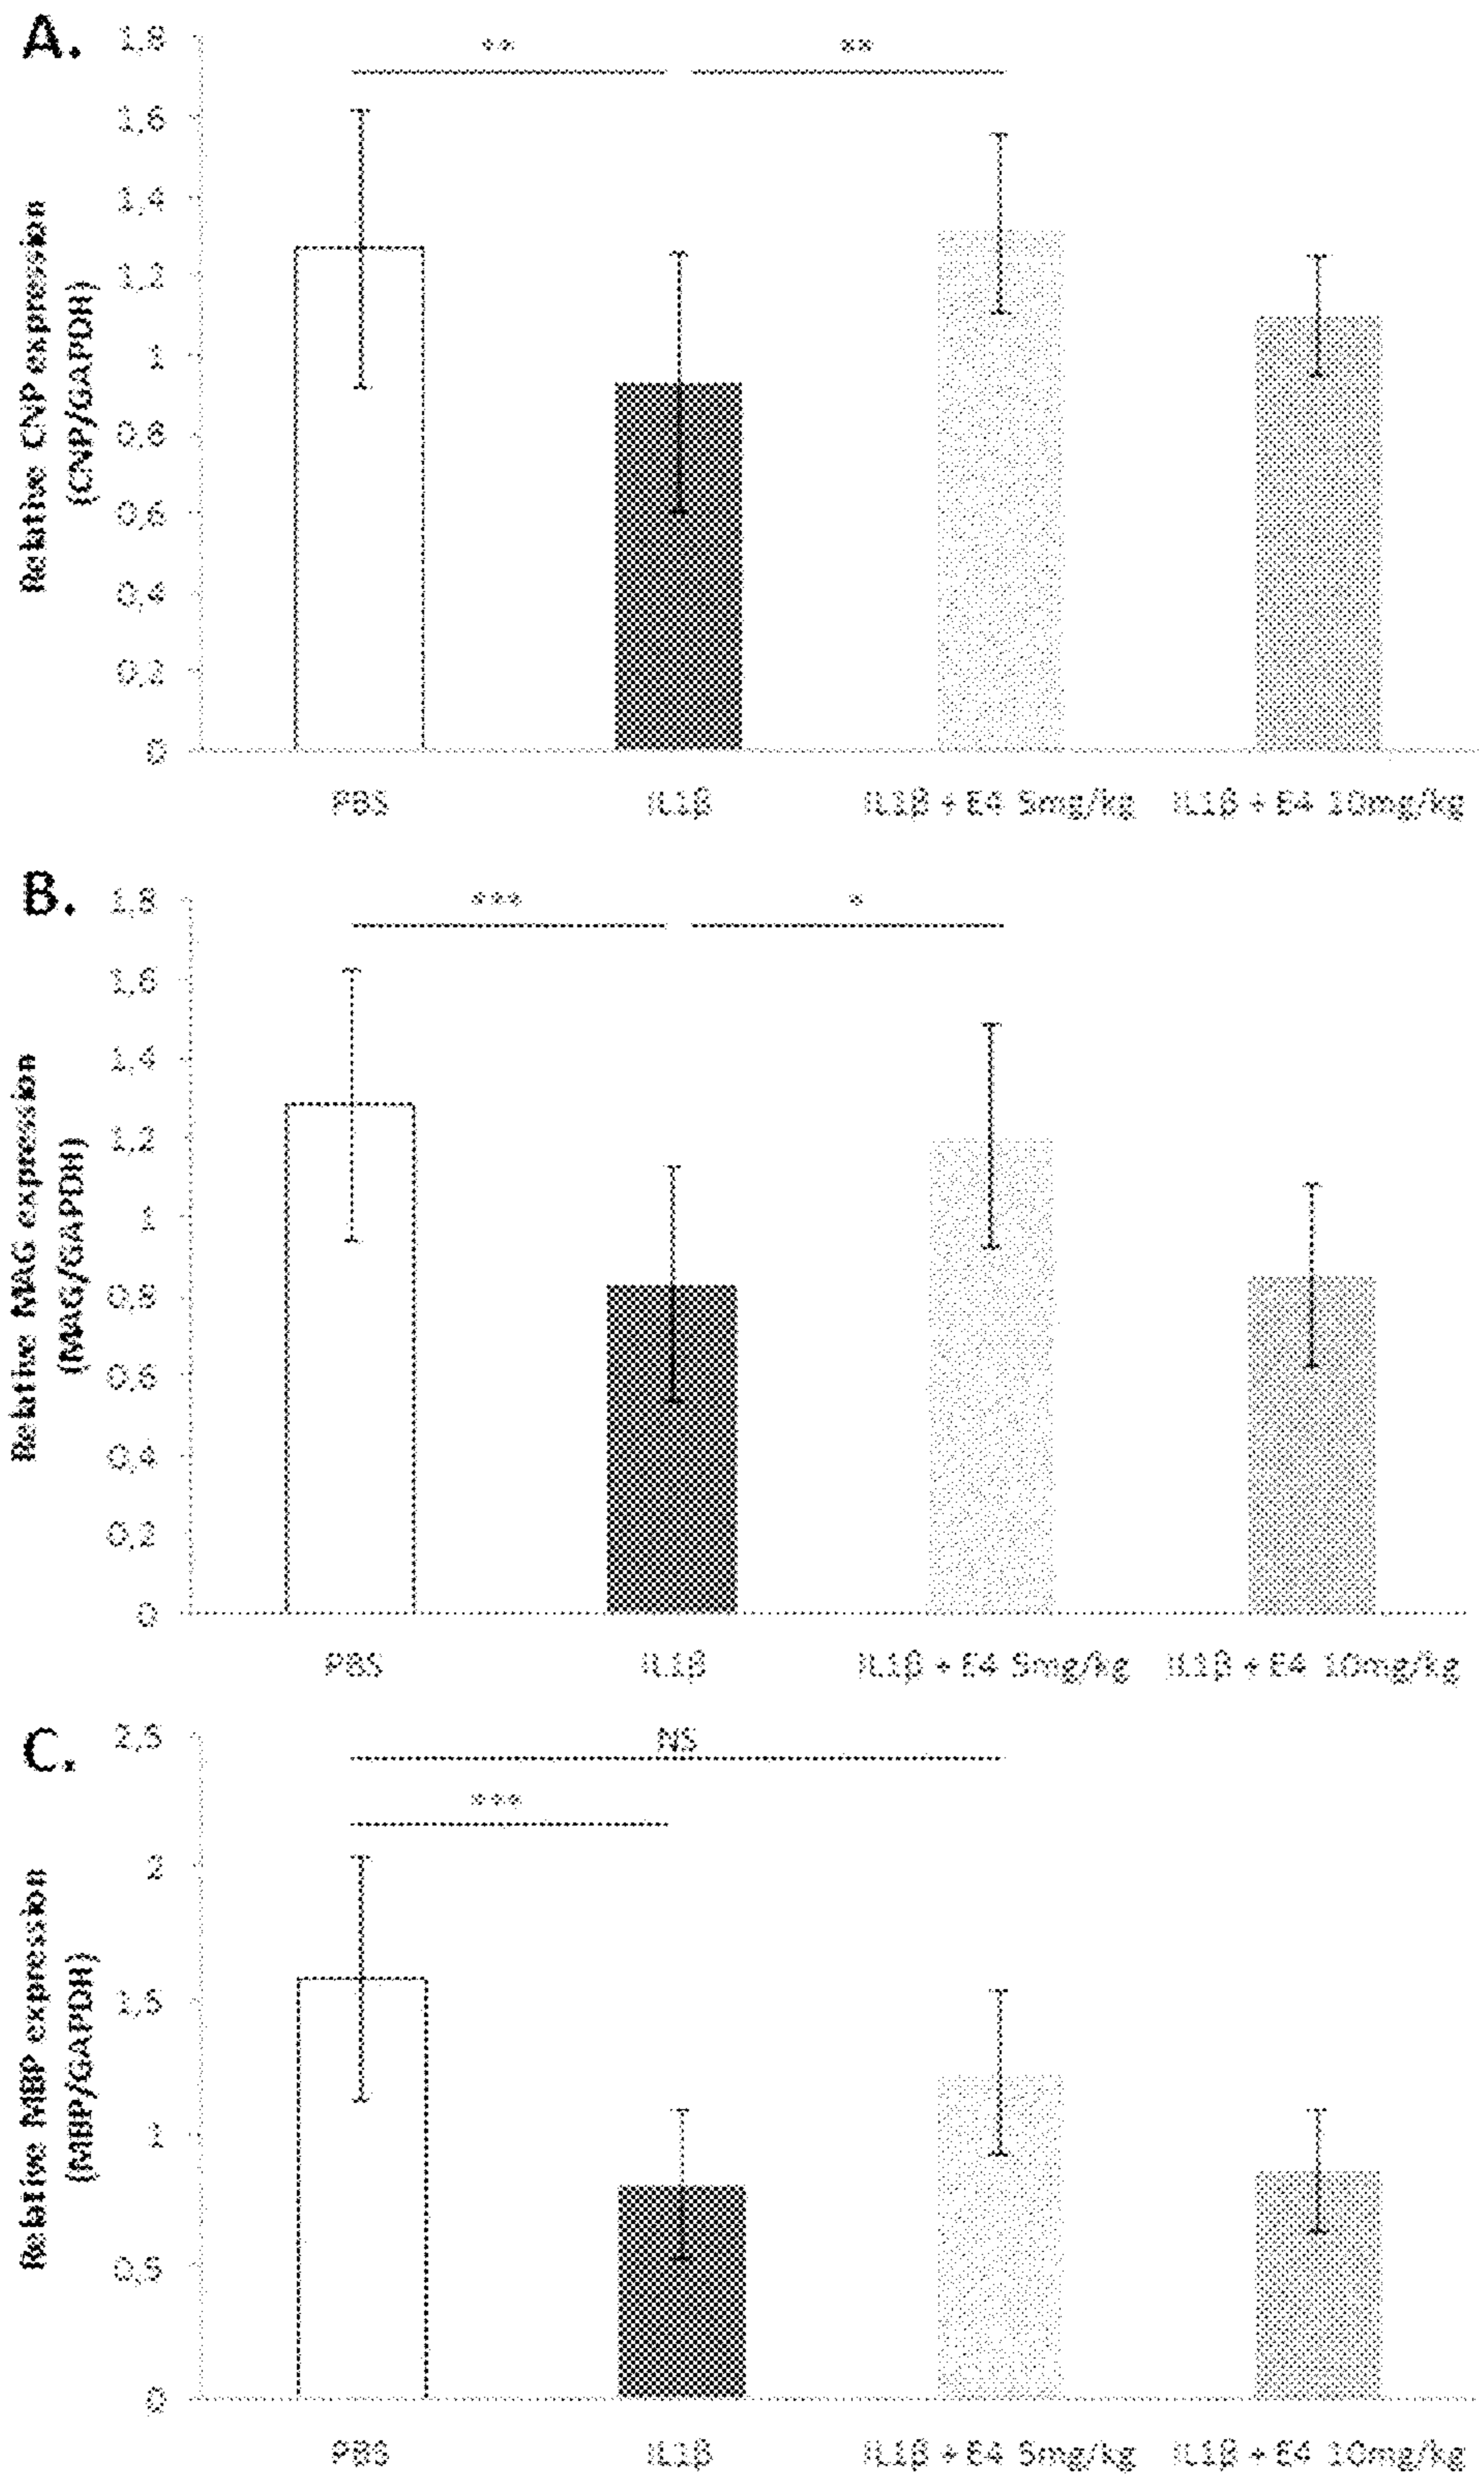 A.
1,8
1,6
1,4
1,2
1
0,8
0,6
0,4
0,2
0
Relative CNP expression
(CNP/GAPDH)
** **
PBS IL1β IL1β + E4 5mg/kg IL1β + E4 10mg/kg
B.
1,8
1,6
1,4
1,2
1
0,8
0,6
0,4
0,2
0
Relative MAG expression
(MAG/GAPDH)
*** *
PBS IL1β IL1β + E4 5mg/kg IL1β + E4 10mg/kg
C.
2,5
2
1,5
1
0,5
0
Relative MBP expression
(MBP/GAPDH)
NS
***
PBS IL1β IL1β + E4 5mg/kg IL1β + E4 10mg/kg